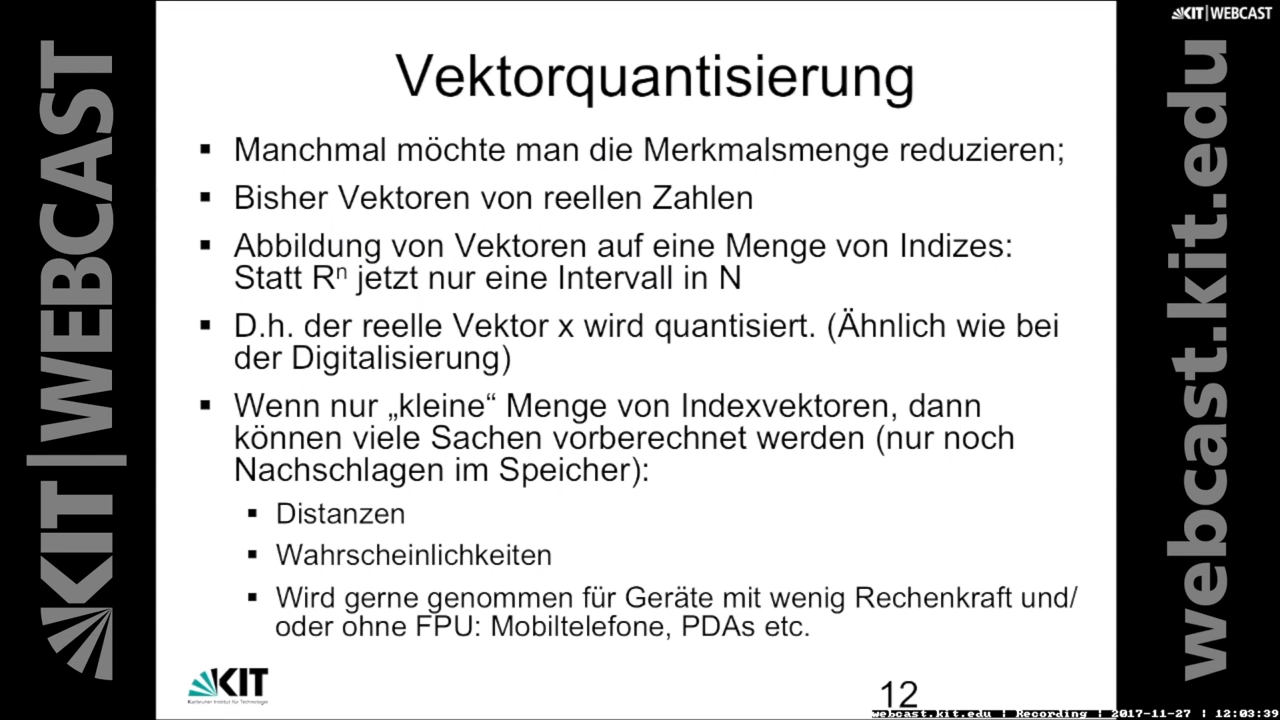 KIT | WEBCAST
Vektorquantisierung
▪ Manchmal möchte man die Merkmalsmenge reduzieren;
▪ Bisher Vektoren von reellen Zahlen
▪ Abbildung von Vektoren auf eine Menge von Indizes:
Statt Rⁿ jetzt nur eine Intervall in N
▪ D.h. der reelle Vektor x wird quantisiert. (Ähnlich wie bei
der Digitalisierung)
▪ Wenn nur „kleine“ Menge von Indexvektoren, dann
können viele Sachen vorberechnet werden (nur noch
Nachschlagen im Speicher):
▪ Distanzen
▪ Wahrscheinlichkeiten
▪ Wird gerne genommen für Geräte mit wenig Rechenkraft und/
oder ohne FPU: Mobiltelefone, PDAs etc.
KIT
Karlsruher Institut für Technologie
12
KIT | WEBCAST
webcast.kit.edu
webcast.kit.edu | Recording | 2017-11-27 | 12:03:39